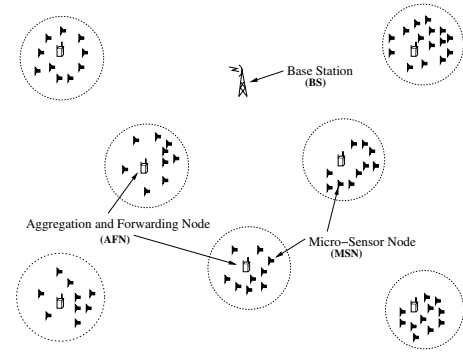 Base Station
(BS)
Aggregation and Forwarding Node
(AFN)
Micro−Sensor Node
(MSN)